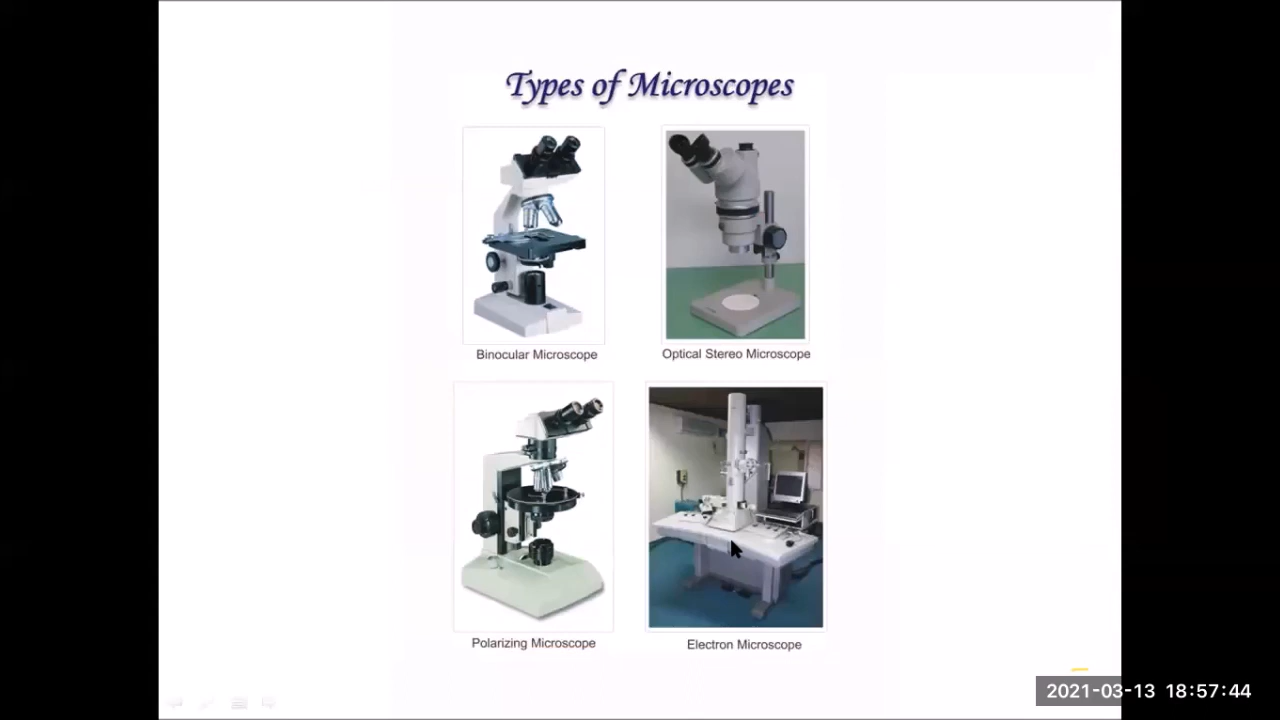 Types of Microscopes
Binocular Microscope
Optical Stereo Microscope
Polarizing Microscope
Electron Microscope
2021-03-13 18:57:44